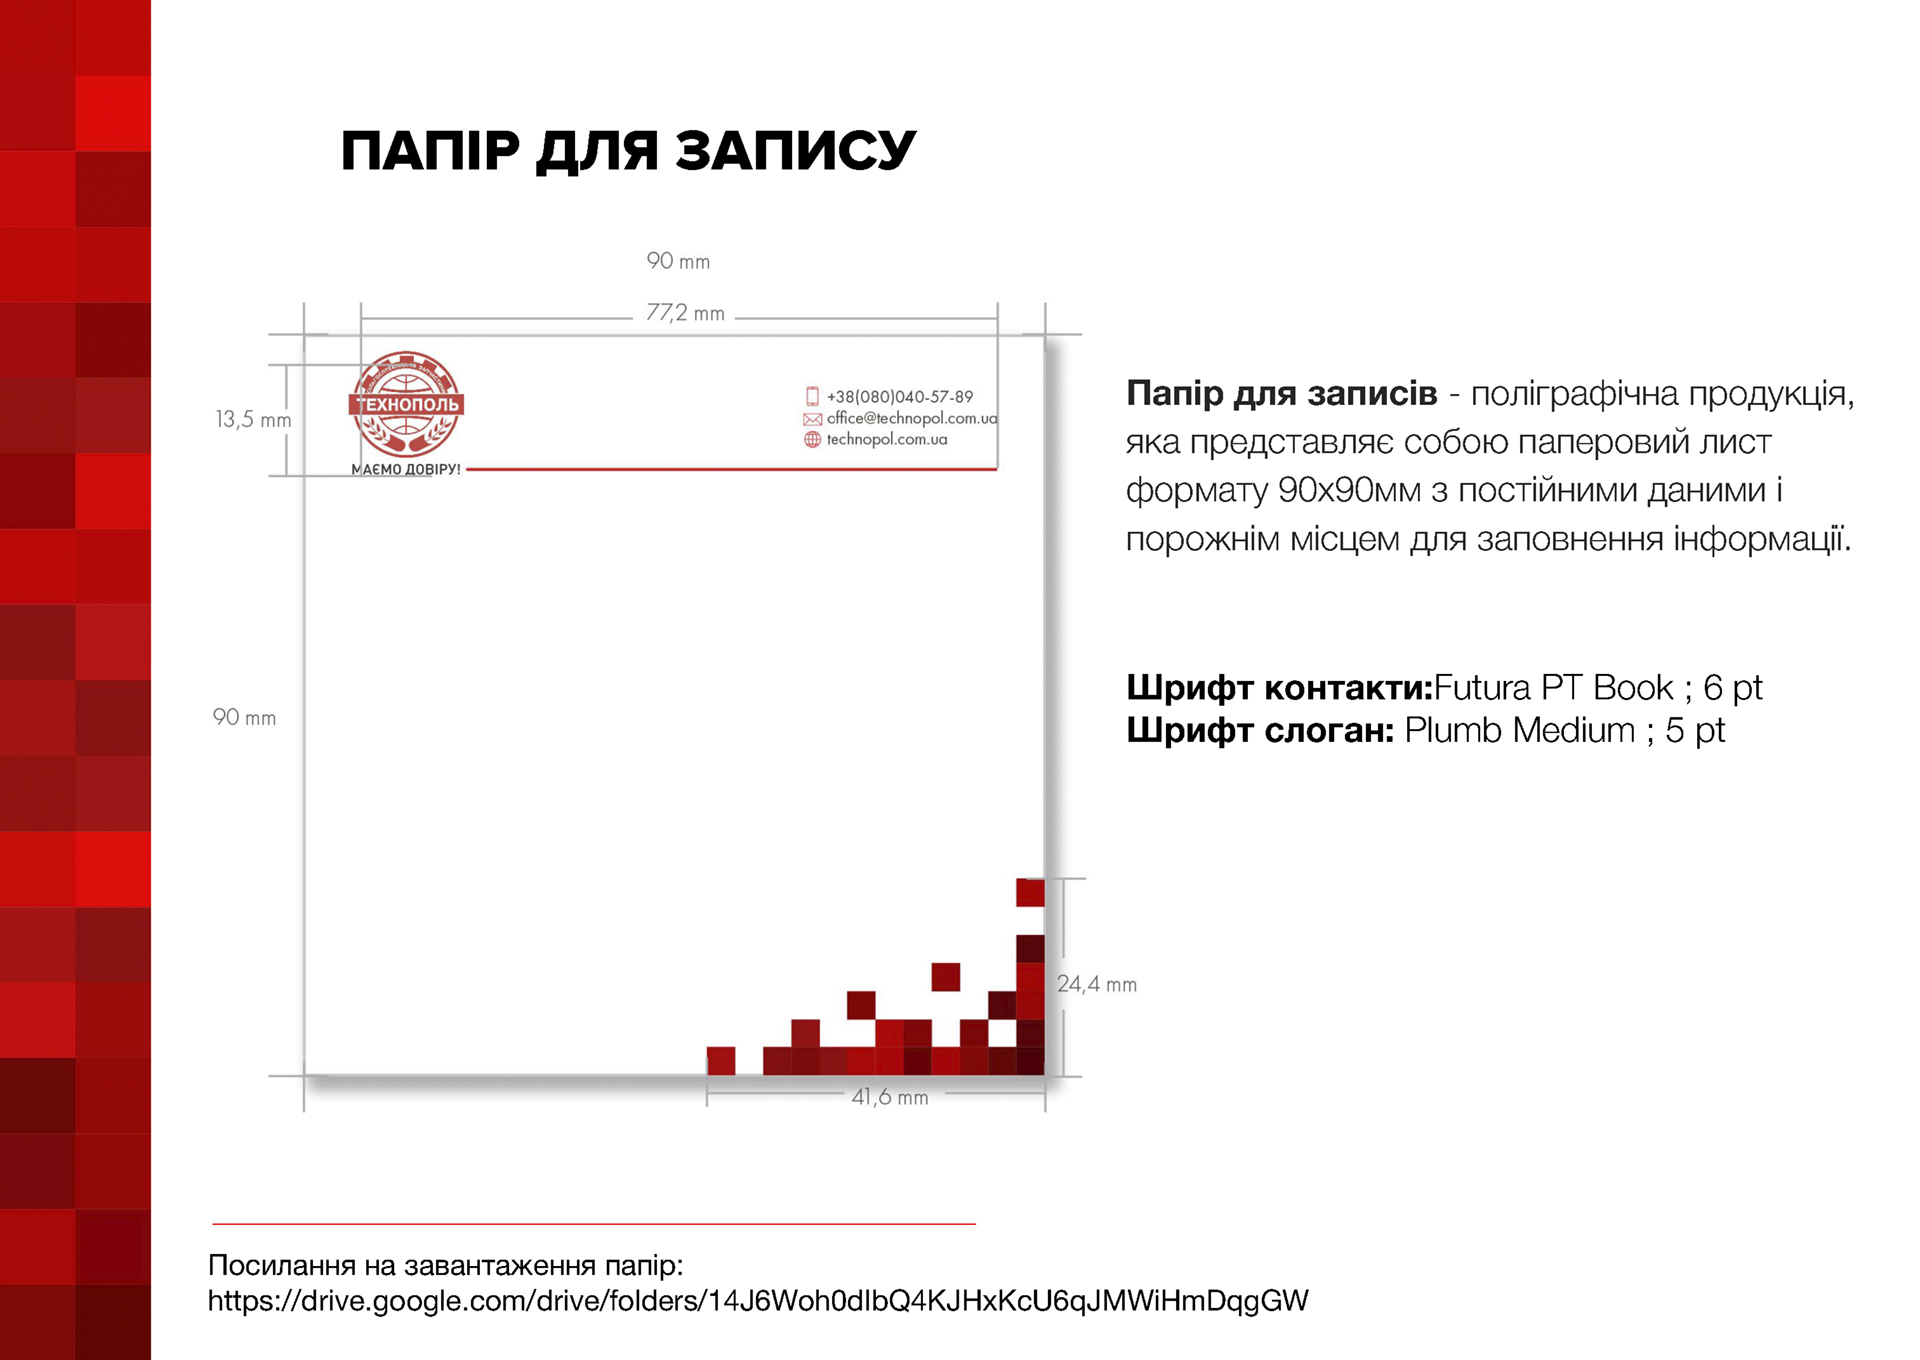 ПАПІР ДЛЯ ЗАПИСУ
90 mm
77,2 mm
ТЕХНОПОЛЬ
МАЄМО ДОВІРУ!
+38(080)040-57-89
office@technopol.com.ua
technopol.com.ua
13,5 mm
90 mm
24,4 mm
41,6 mm
Папір для записів - поліграфічна продукція,
яка представляє собою паперовий лист
формату 90х90мм з постійними даними і
порожнім місцем для заповнення інформації.
Шрифт контакти:Futura PT Book ; 6 pt
Шрифт слоган: Plumb Medium ; 5 pt
Посилання на завантаження папір:
https://drive.google.com/drive/folders/14J6Woh0dIbQ4KJHxKcU6qJMWiHmDqgGW